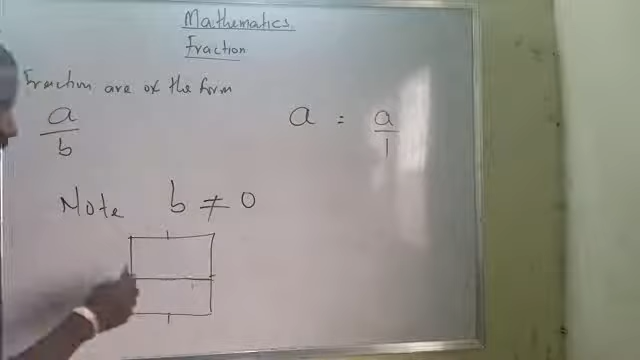 Mathematics
Fraction
Fraction are of the form
a/b
a = a/1
Note b ≠ 0